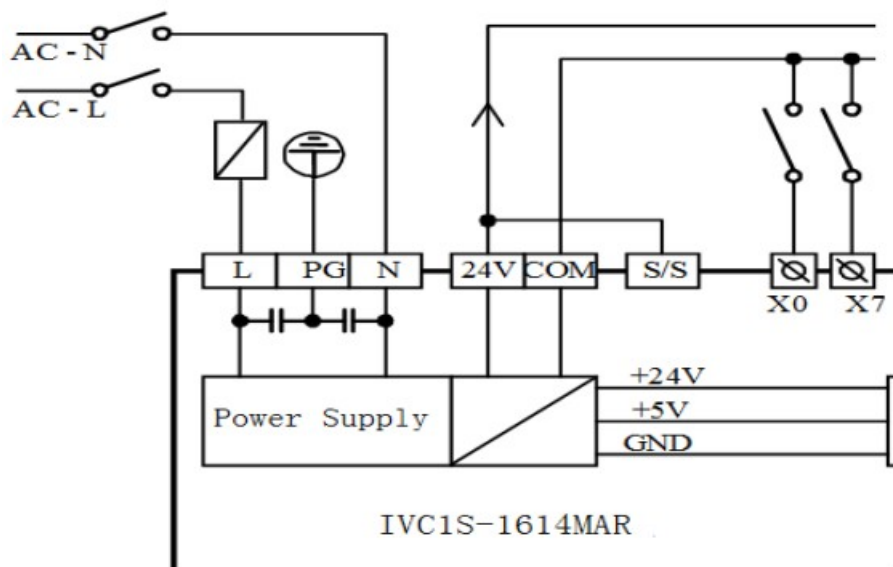 AC-N
AC-L
L PG N 24V COM S/S
X0 X7
+24V
Power Supply +5V
GND
IVC1S-1614MAR